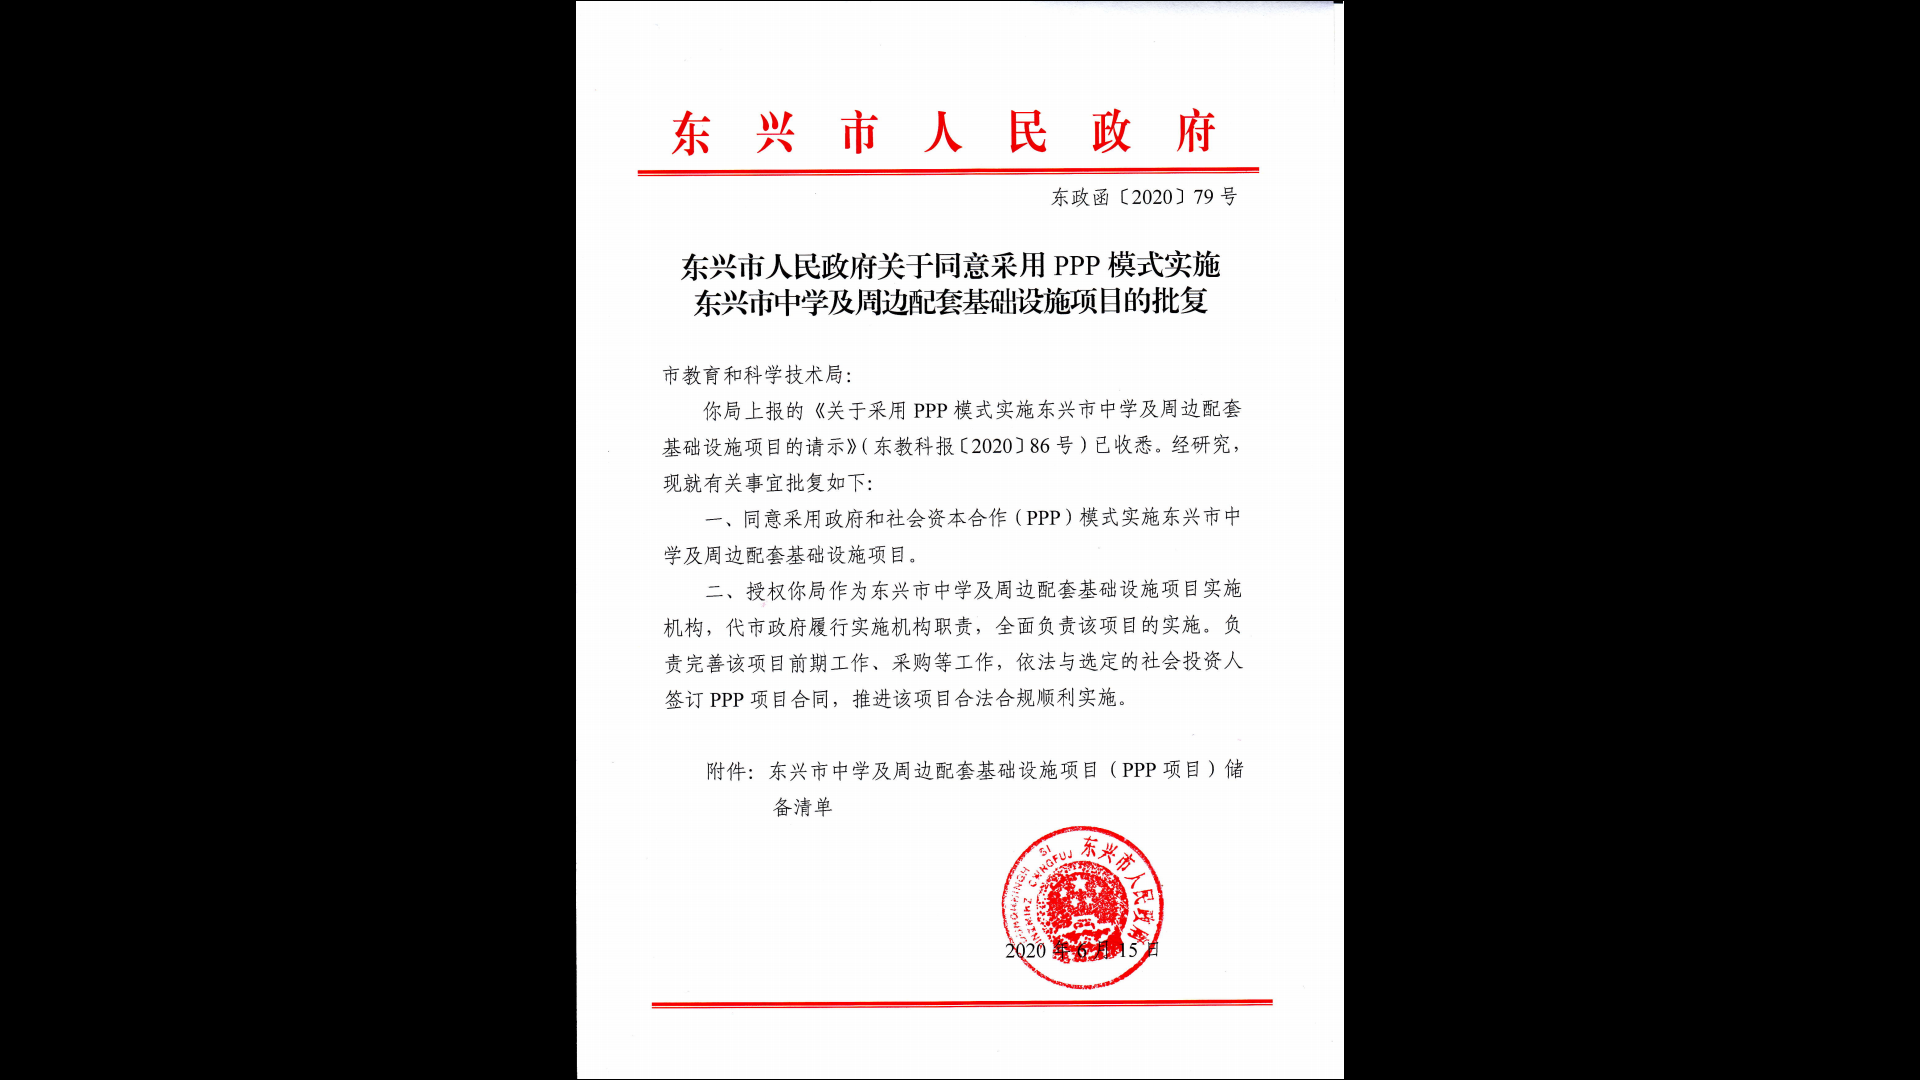 东兴市人民政府
东政函〔2020〕79 号
东兴市人民政府关于同意采用 PPP 模式实施
东兴市中学及周边配套基础设施项目的批复
市教育和科学技术局：
你局上报的《关于采用 PPP 模式实施东兴市中学及周边配套
基础设施项目的请示》（东教科报〔2020〕86 号）已收悉。经研究，
现就有关事宜批复如下：
一、同意采用政府和社会资本合作（PPP）模式实施东兴市中
学及周边配套基础设施项目。
二、授权你局作为东兴市中学及周边配套基础设施项目实施
机构，代市政府履行实施机构职责，全面负责该项目的实施。负
责完善该项目前期工作、采购等工作，依法与选定的社会投资人
签订 PPP 项目合同，推进该项目合法合规顺利实施。
附件：东兴市中学及周边配套基础设施项目（PPP 项目）储
备清单
东兴市人民政府
2020 年 6 月 15 日